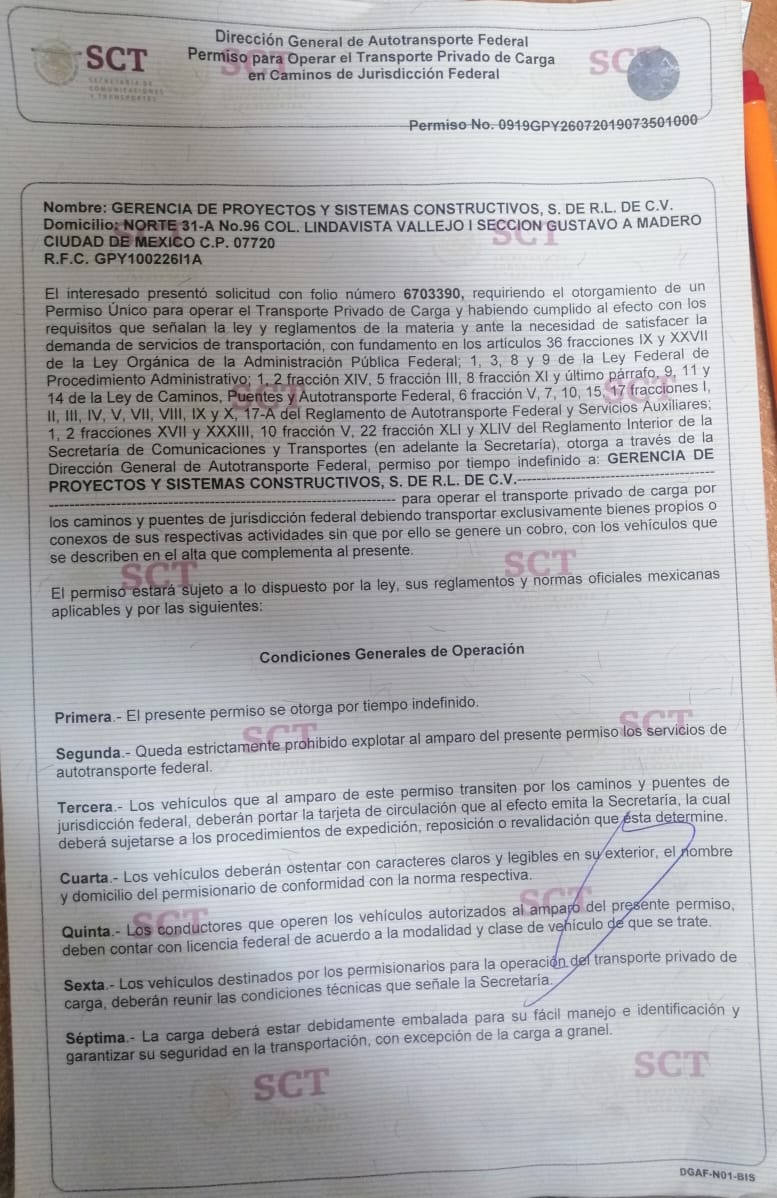 SCT
SECRETARÍA DE
COMUNICACIONES
Y TRANSPORTES
Dirección General de Autotransporte Federal
Permiso para Operar el Transporte Privado de Carga
en Caminos de Jurisdicción Federal
Permiso No. 0919GPY26072019073501000
Nombre: GERENCIA DE PROYECTOS Y SISTEMAS CONSTRUCTIVOS, S. DE R.L. DE C.V.
Domicilio: NORTE 31-A No.96 COL. LINDAVISTA VALLEJO I SECCION GUSTAVO A MADERO
CIUDAD DE MEXICO C.P. 07720
R.F.C. GPY100226I1A
El interesado presentó solicitud con folio número 6703390, requiriendo el otorgamiento de un
Permiso Único para operar el Transporte Privado de Carga y habiendo cumplido al efecto con los
requisitos que señalan la ley y reglamentos de la materia y ante la necesidad de satisfacer la
demanda de servicios de transportación, con fundamento en los artículos 36 fracciones IX y XXVII
de la Ley Orgánica de la Administración Pública Federal; 1, 3, 8 y 9 de la Ley Federal de
Procedimiento Administrativo; 1, 2 fracción XIV, 5 fracción III, 8 fracción XI y último párrafo, 9, 11 y
14 de la Ley de Caminos, Puentes y Autotransporte Federal, 6 fracción V, 7, 10, 15, 17 fracciones I,
II, III, IV, V, VII, VIII, IX y X, 17-A del Reglamento de Autotransporte Federal y Servicios Auxiliares;
1, 2 fracciones XVII y XXXIII, 10 fracción V, 22 fracción XLI y XLIV del Reglamento Interior de la
Secretaría de Comunicaciones y Transportes (en adelante la Secretaría), otorga a través de la
Dirección General de Autotransporte Federal, permiso por tiempo indefinido a: GERENCIA DE
PROYECTOS Y SISTEMAS CONSTRUCTIVOS, S. DE R.L. DE C.V.------------------------------------
---------------------------------------------------------------- para operar el transporte privado de carga por
los caminos y puentes de jurisdicción federal debiendo transportar exclusivamente bienes propios o
conexos de sus respectivas actividades sin que por ello se genere un cobro, con los vehículos que
se describen en el alta que complementa al presente.
El permiso estará sujeto a lo dispuesto por la ley, sus reglamentos y normas oficiales mexicanas
aplicables y por las siguientes:
Condiciones Generales de Operación
Primera.- El presente permiso se otorga por tiempo indefinido.
Segunda.- Queda estrictamente prohibido explotar al amparo del presente permiso los servicios de
autotransporte federal.
Tercera.- Los vehículos que al amparo de este permiso transiten por los caminos y puentes de
jurisdicción federal, deberán portar la tarjeta de circulación que al efecto emita la Secretaría, la cual
deberá sujetarse a los procedimientos de expedición, reposición o revalidación que ésta determine.
Cuarta.- Los vehículos deberán ostentar con caracteres claros y legibles en su exterior, el nombre
y domicilio del permisionario de conformidad con la norma respectiva.
Quinta.- Los conductores que operen los vehículos autorizados al amparo del presente permiso,
deben contar con licencia federal de acuerdo a la modalidad y clase de vehículo de que se trate.
Sexta.- Los vehículos destinados por los permisionarios para la operación del transporte privado de
carga, deberán reunir las condiciones técnicas que señale la Secretaría.
Séptima.- La carga deberá estar debidamente embalada para su fácil manejo e identificación y
garantizar su seguridad en la transportación, con excepción de la carga a granel.
SCT
SCT
DGAF-N01-BIS